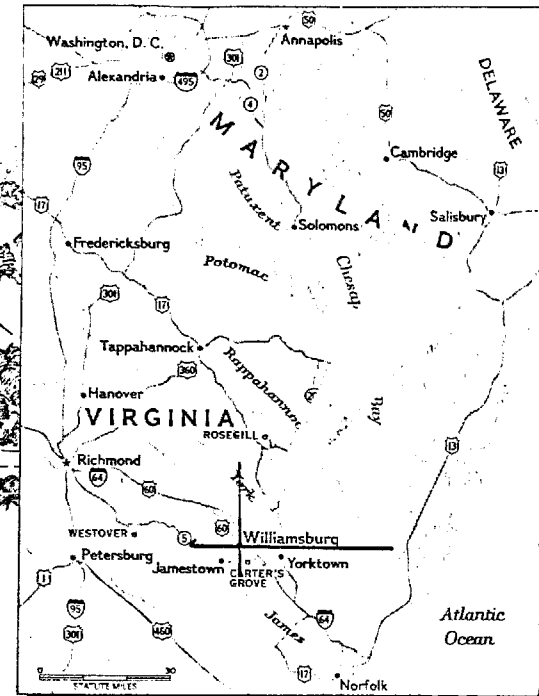 50
Washington, D. C.
301
Annapolis
2
29 211
Alexandria
495
4
50
DELAWARE
MARYLAND
95
Cambridge
13
Patuxent
17
Solomons
Salisbury
Fredericksburg
Potomac
Chesap
301
17
Tappahannock
360
Rappahannoc
Hanover
VIRGINIA
Bay
ROSEGILL
13
Richmond
64
York
60
60
WESTOVER
5
Williamsburg
Petersburg
Jamestown
Yorktown
CARTER'S
GROVE
1
95
James
64
301
460
Atlantic
Ocean
0 30
STATUTE MILES
17
Norfolk